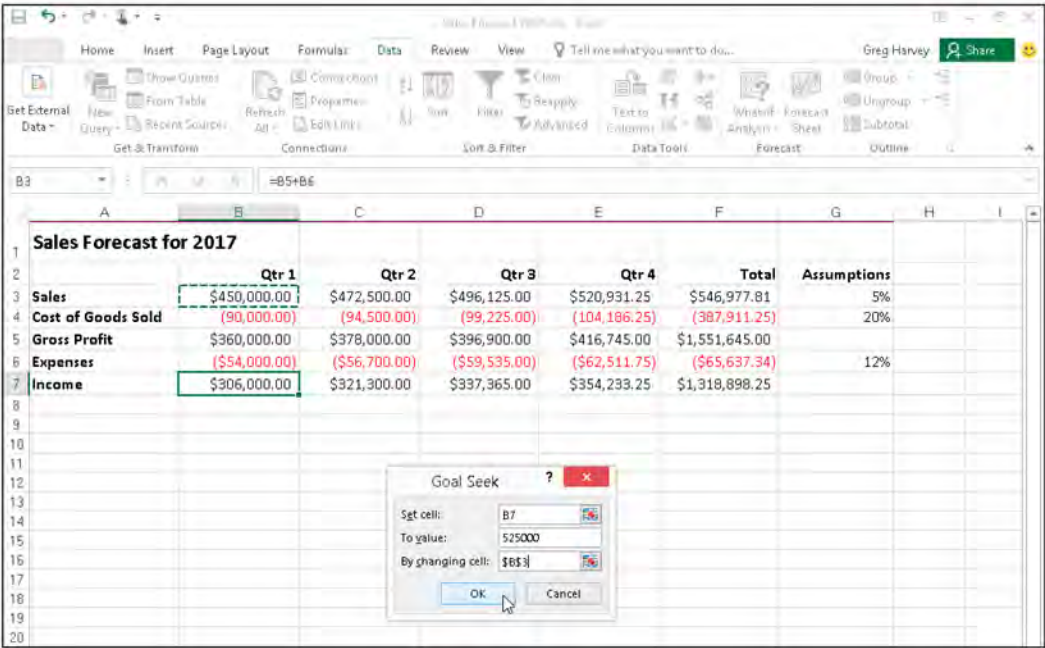 Home Insert Page Layout Formulas Data Review View Tell me what you want to do... Greg Harvey Share
Get External Data New Query Show Queries From Table Recent Sources Refresh All Connections Properties Edit Links Sort Filter Clear Reapply Advanced Text to Columns What-If Analysis Forecast Sheet Group Ungroup Subtotal
Get & Transform Connections Sort & Filter Data Tools Forecast Outline
B3 =B5+B6
A B C D E F G H I
1 Sales Forecast for 2017
2 Qtr 1 Qtr 2 Qtr 3 Qtr 4 Total Assumptions
3 Sales $450,000.00 $472,500.00 $496,125.00 $520,931.25 $546,977.81 5%
4 Cost of Goods Sold (90,000.00) (94,500.00) (99,225.00) (104,186.25) (387,911.25) 20%
5 Gross Profit $360,000.00 $378,000.00 $396,900.00 $416,745.00 $1,551,645.00
6 Expenses ($54,000.00) ($56,700.00) ($59,535.00) ($62,511.75) ($65,637.34) 12%
7 Income $306,000.00 $321,300.00 $337,365.00 $354,233.25 $1,318,898.25
8
9
10
11
12
13
14
15
16
17
18
19
20
Goal Seek ? ×
Set cell: B7
To value: 525000
By changing cell: $B$3
OK Cancel